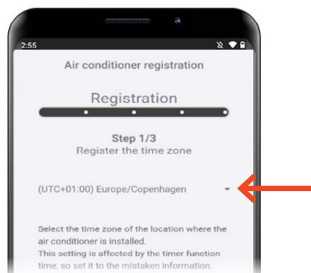 2:55
Air conditioner registration
Registration
Step 1/3
Register the time zone
(UTC+01:00) Europe/Copenhagen
Select the time zone of the location where the
air conditioner is installed.
This setting is affected by the timer function
time, so set it to the mistaken information.